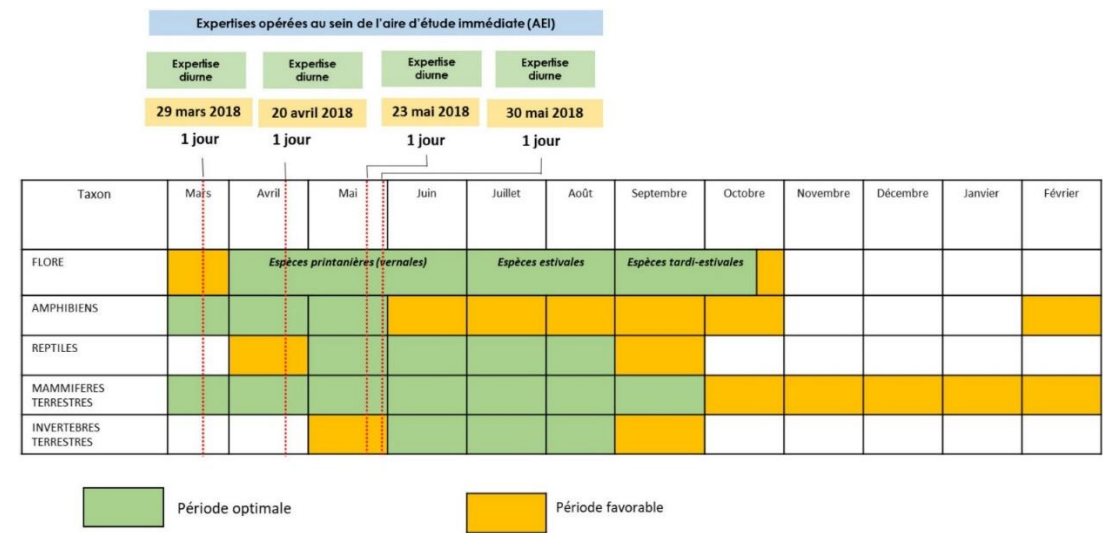 Expertises opérées au sein de l'aire d'étude immédiate (AEI)
Expertise diurne
Expertise diurne
Expertise diurne
Expertise diurne
29 mars 2018
20 avril 2018
23 mai 2018
30 mai 2018
1 jour
1 jour
1 jour
1 jour
Taxon Mars Avril Mai Juin Juillet Août Septembre Octobre Novembre Décembre Janvier Février
FLORE Espèces printanières (vernales) Espèces estivales Espèces tardi-estivales
AMPHIBIENS
REPTILES
MAMMIFERES
TERRESTRES
INVERTEBRES
TERRESTRES
Période optimale
Période favorable